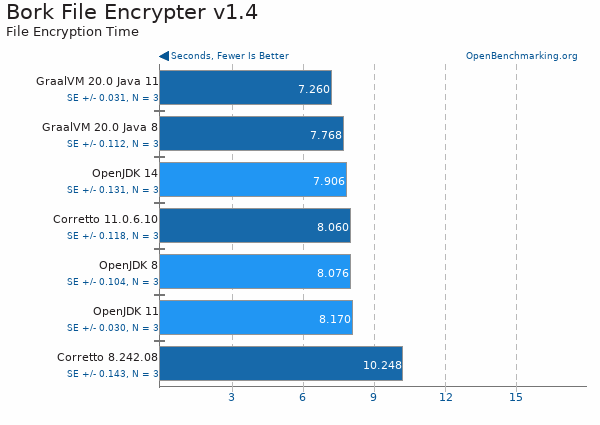 Bork File Encrypter v1.4
File Encryption Time
Seconds, Fewer Is Better
OpenBenchmarking.org
GraalVM 20.0 Java 11
SE +/- 0.031, N = 3
7.260
GraalVM 20.0 Java 8
SE +/- 0.112, N = 3
7.768
OpenJDK 14
SE +/- 0.131, N = 3
7.906
Corretto 11.0.6.10
SE +/- 0.118, N = 3
8.060
OpenJDK 8
SE +/- 0.104, N = 3
8.076
OpenJDK 11
SE +/- 0.030, N = 3
8.170
Corretto 8.242.08
SE +/- 0.143, N = 3
10.248
3 6 9 12 15